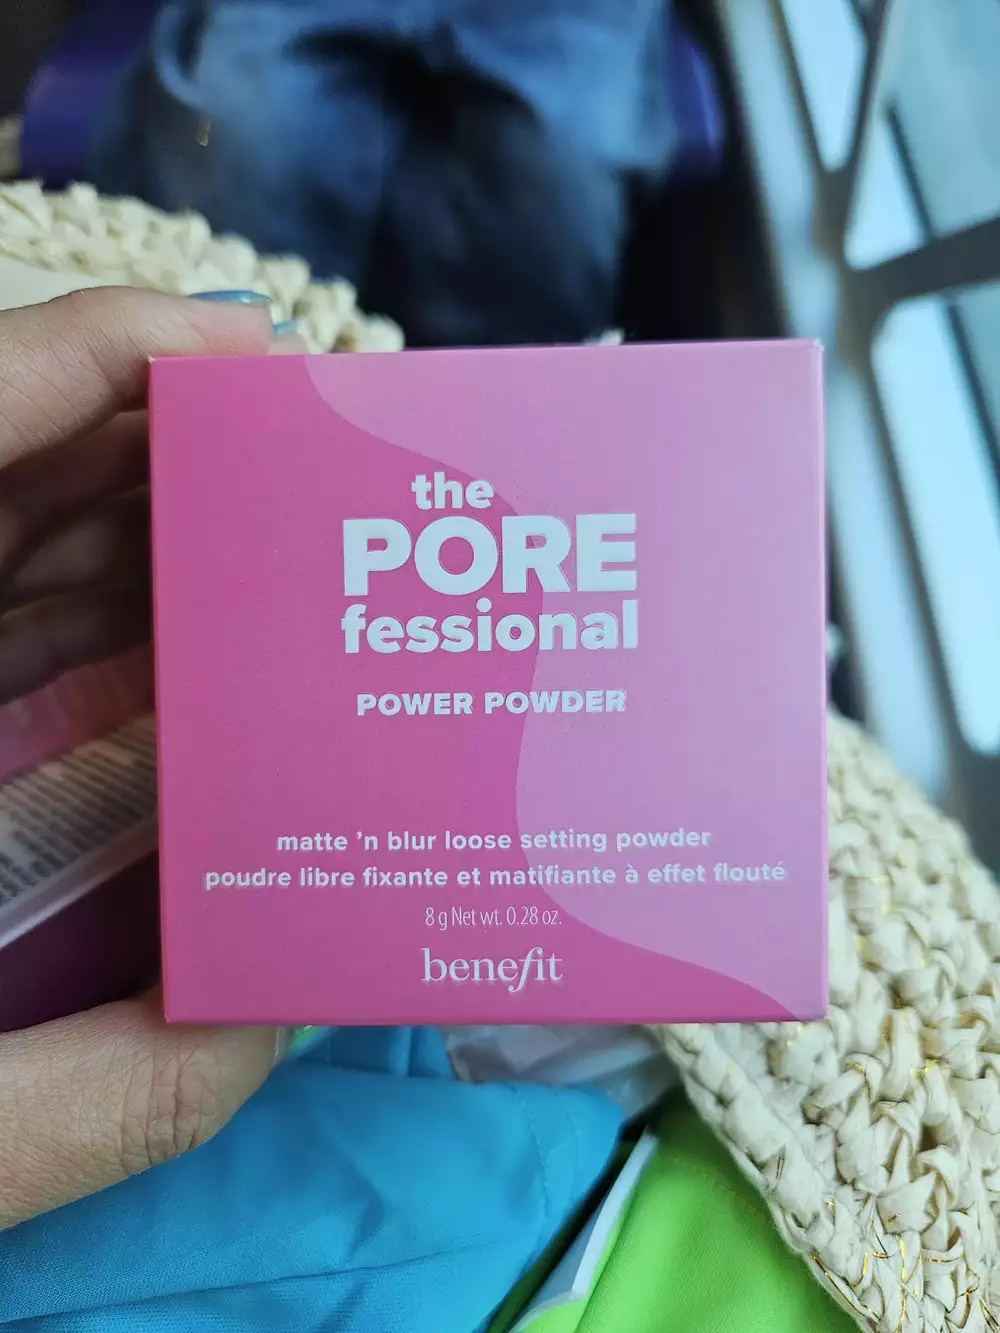 the
PORE
fessional
POWER POWDER
matte 'n blur loose setting powder
poudre libre fixante et matifiante à effet flouté
8 g Net wt. 0.28 oz.
benefit